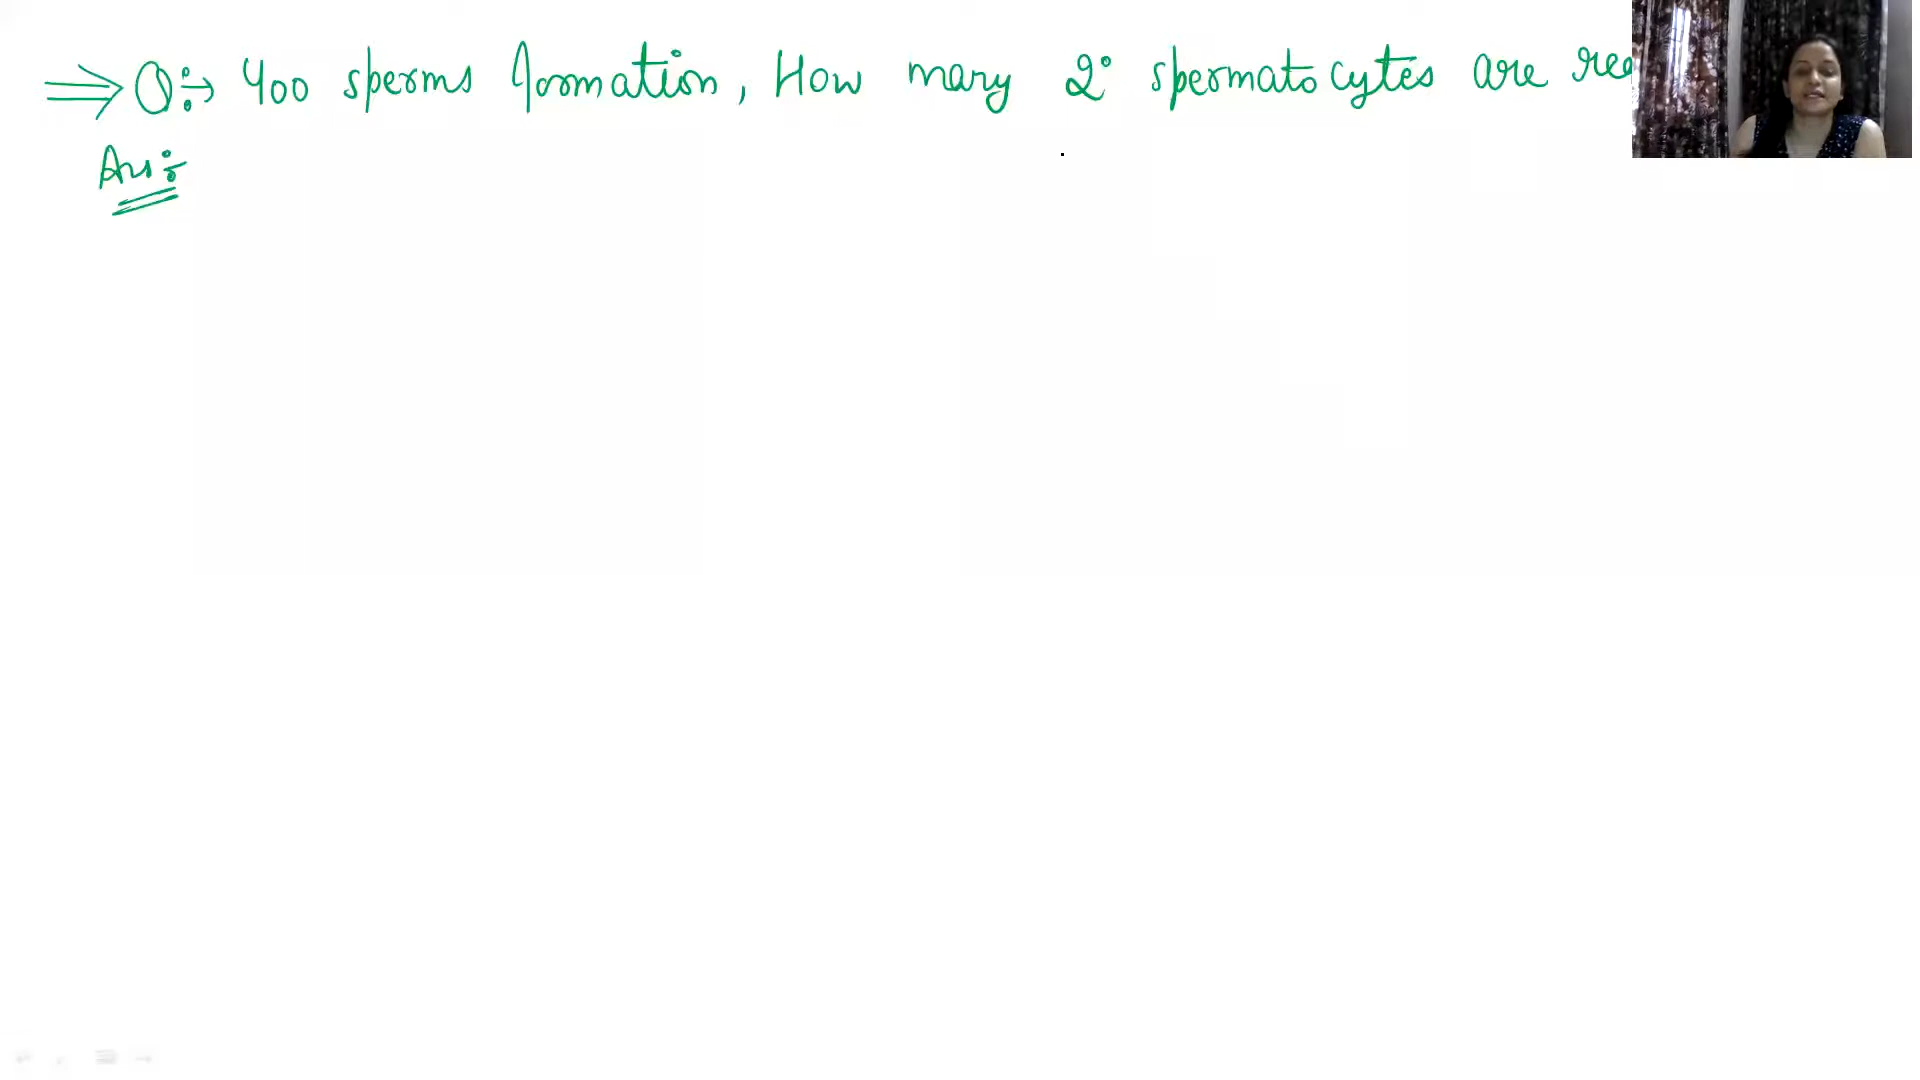 ⇒ Q:→ 400 sperms formation, How many 2° spermatocytes are
Ans: